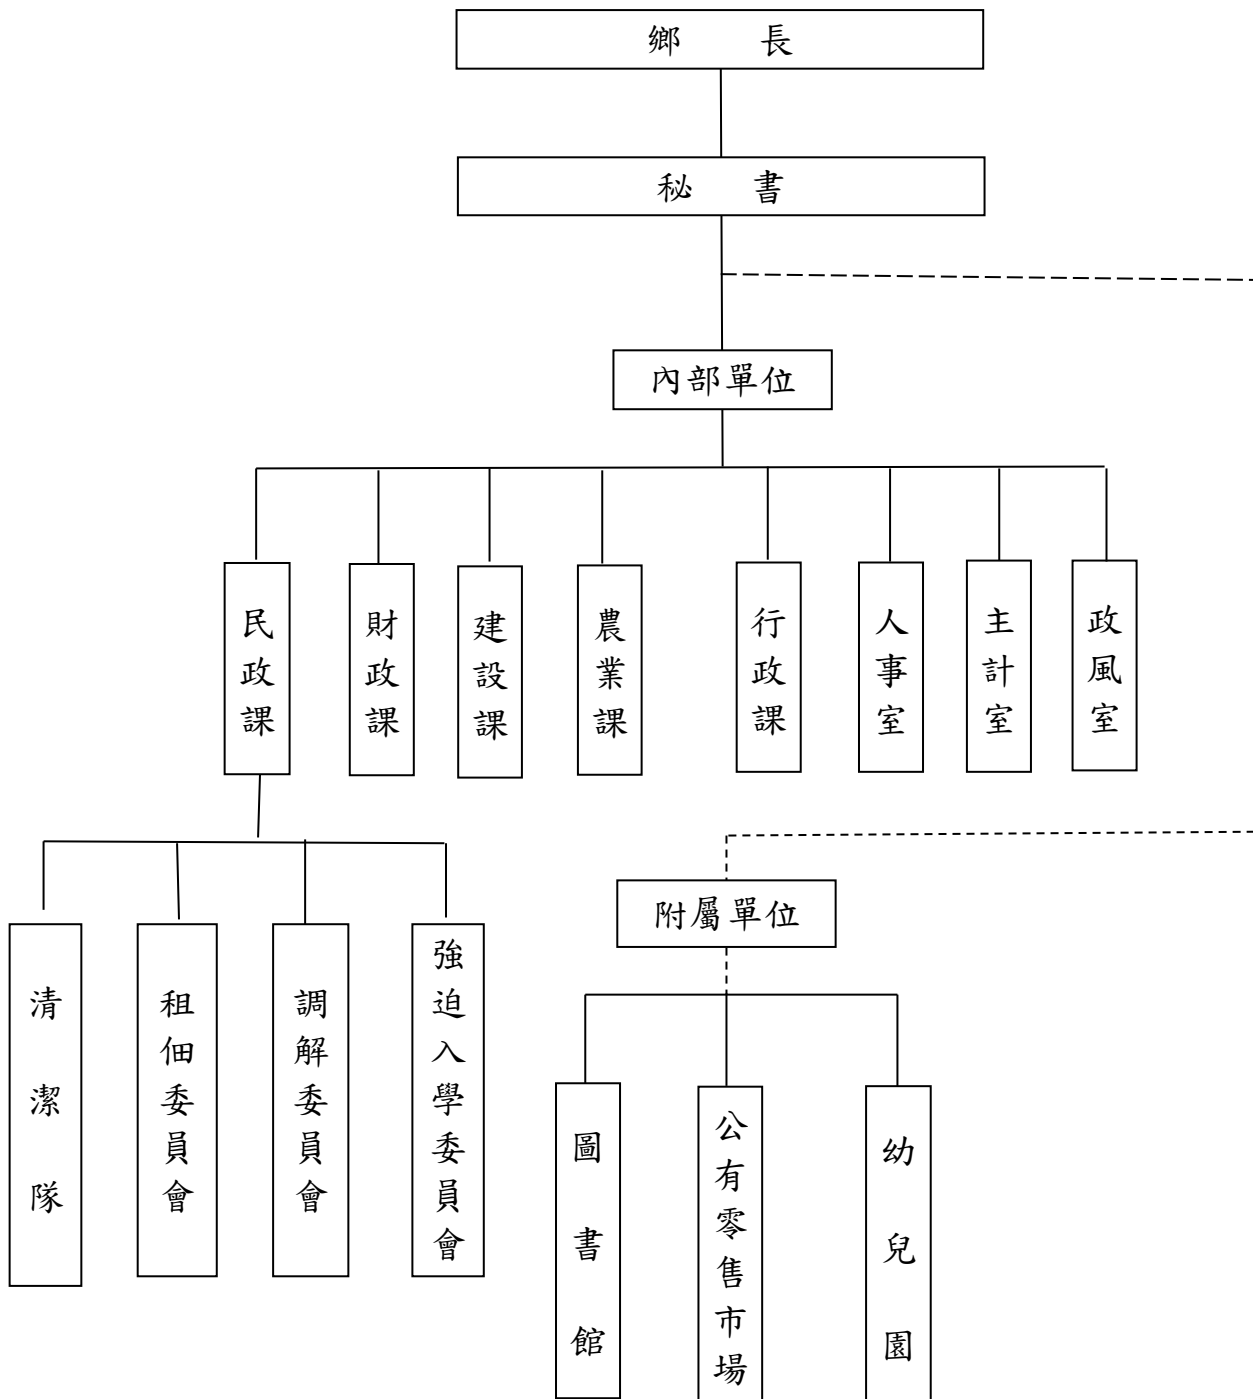 鄉長
秘書
內部單位
民政課
財政課
建設課
農業課
行政課
人事室
主計室
政風室
附屬單位
清潔隊
租佃委員會
調解委員會
強迫入學委員會
圖書館
公有零售市場
幼兒園